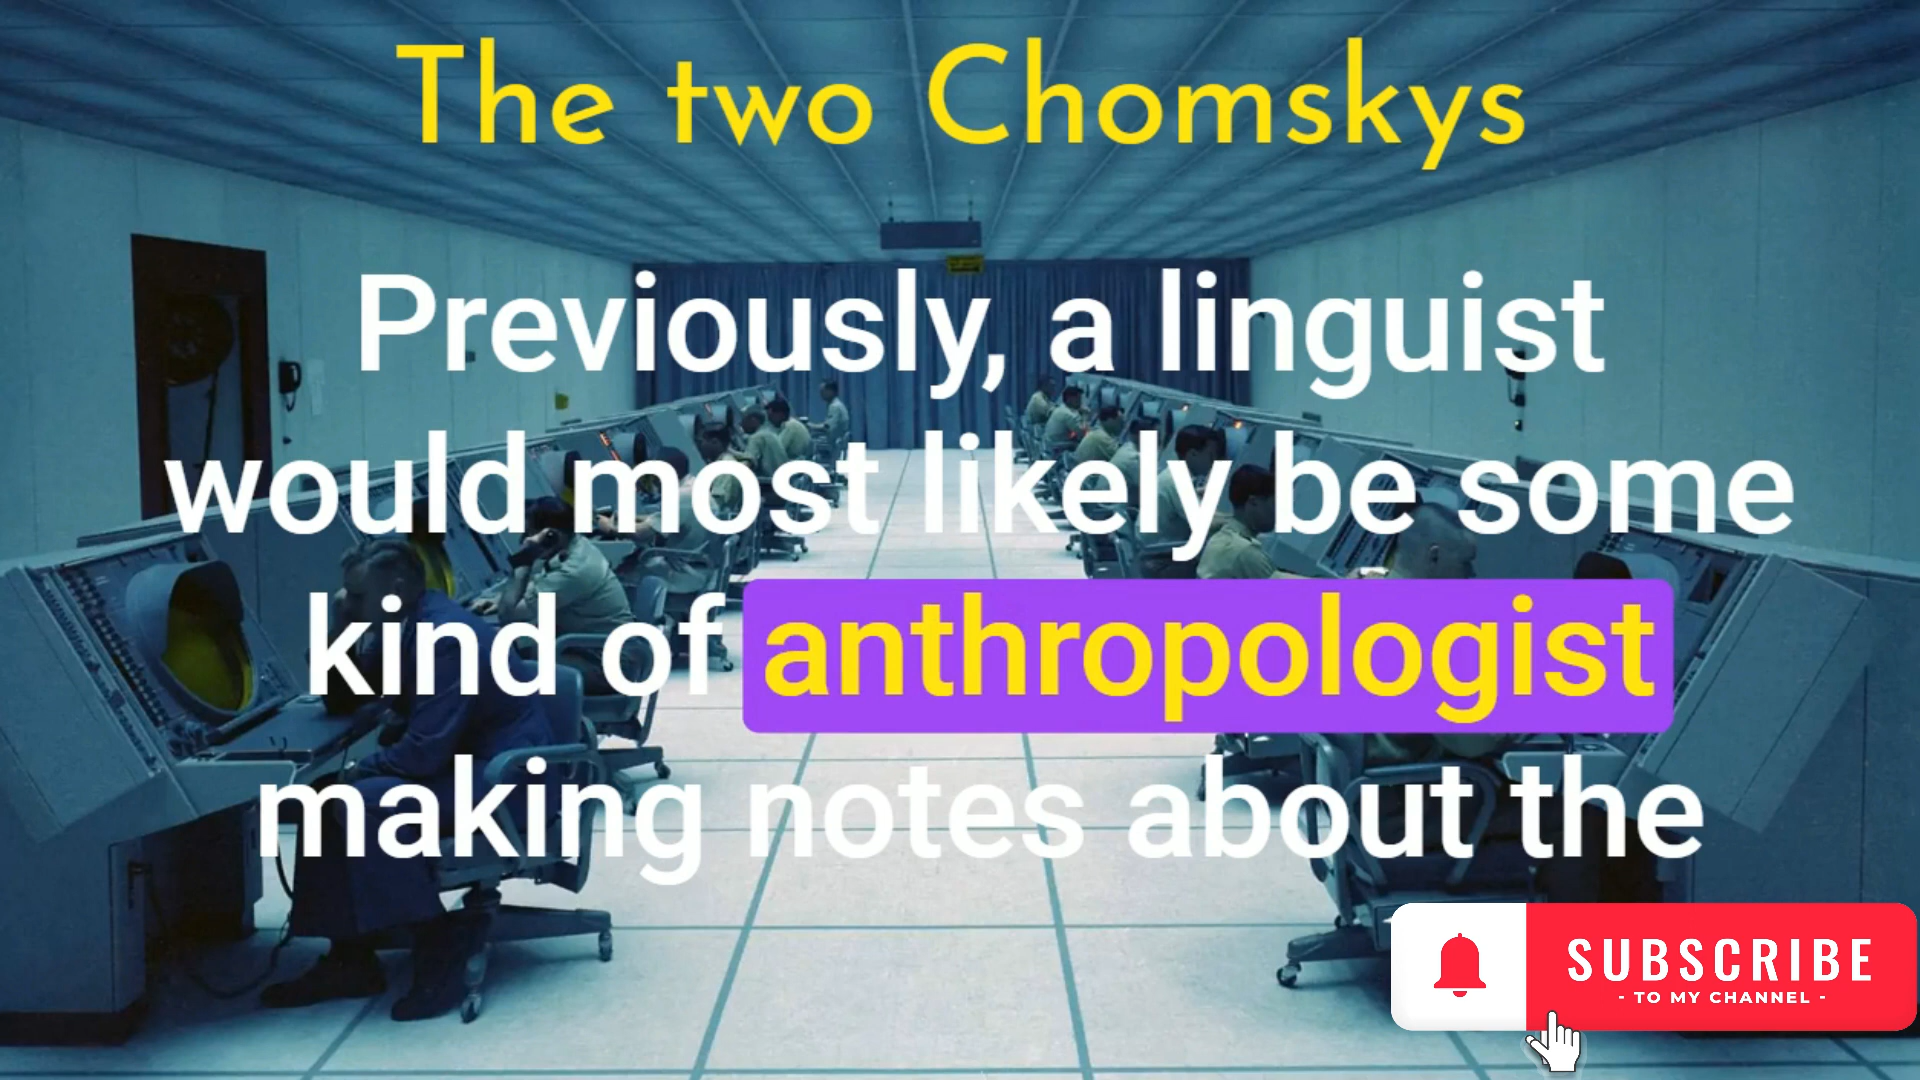 The two Chomskys
Previously, a linguist
would most likely be some
kind of anthropologist
making notes about the
SUBSCRIBE
- TO MY CHANNEL -